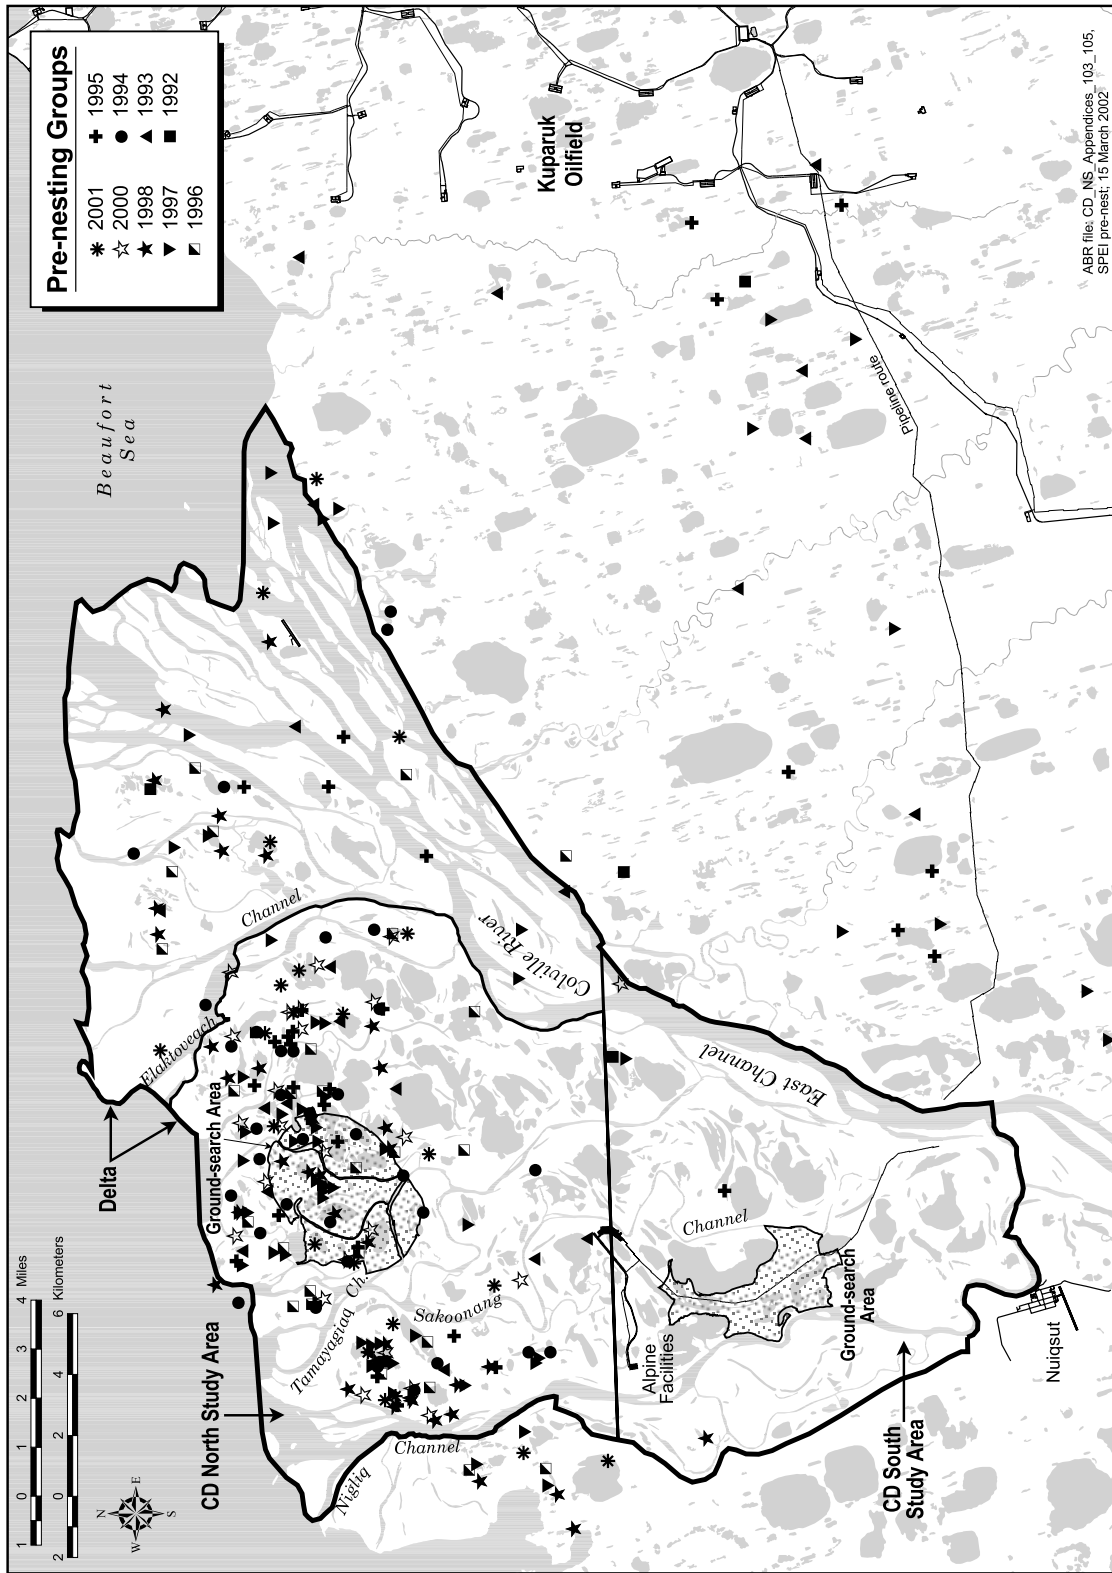 Pre-nesting Groups
2001
2000
1998
1997
1996
1995
1994
1993
1992
Beaufort
Sea
Kuparuk
Oilfield
Pipeline route
Delta
Elaktoveach
Channel
Ground-search Area
Colville River
East Channel
Tamayagiaq Ch.
Sakoonang
Channel
CD North Study Area
Nigliq
Channel
Alpine
Facilities
Ground-search
Area
CD South
Study Area
Nuiqsut
1 0 1 2 3 4 Miles
2 0 2 4 6 Kilometers
N
E
S
W
ABR file: CD_NS_Appendices_103_105,
SPEI pre-nest; 15 March 2002